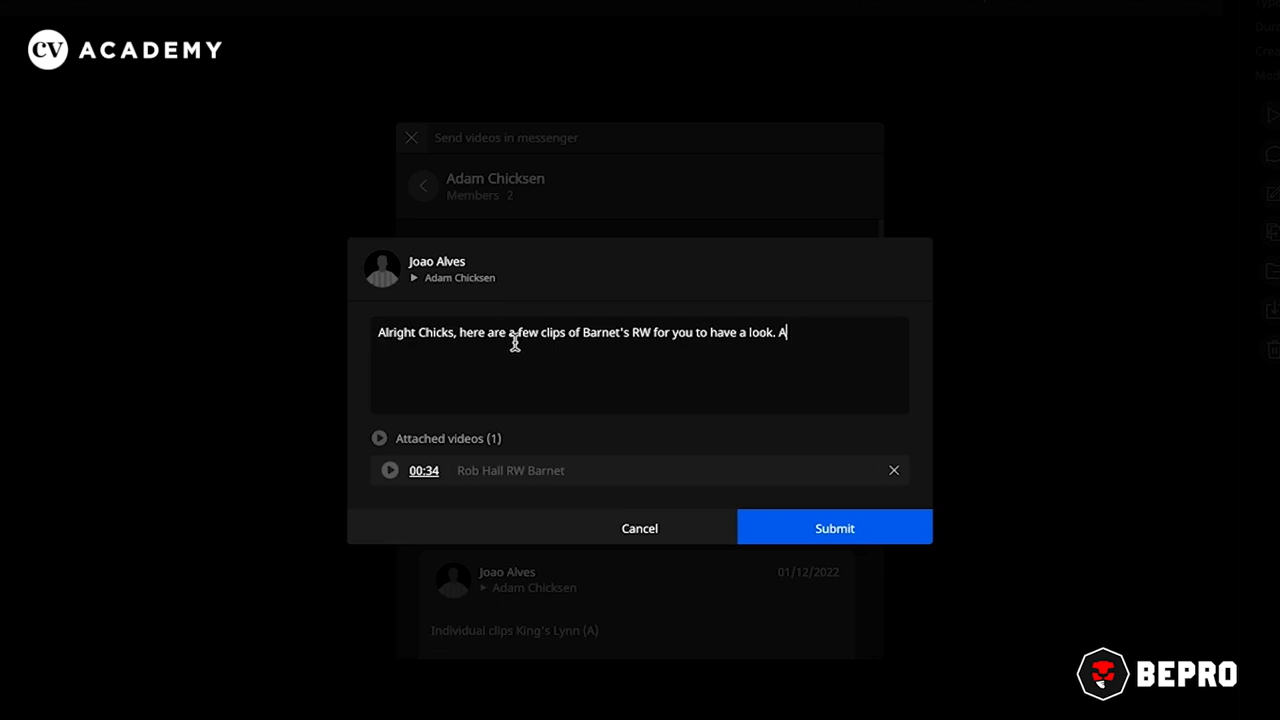 CV ACADEMY
Send videos in messenger
Adam Chicksen
Members 2
Joao Alves
Adam Chicksen
Alright Chicks, here are a few clips of Barnet's RW for you to have a look. A
Attached videos (1)
00:34 Rob Hall RW Barnet
Cancel Submit
Joao Alves 01/12/2022
Adam Chicksen
Individual clips King's Lynn (A)
BEPRO